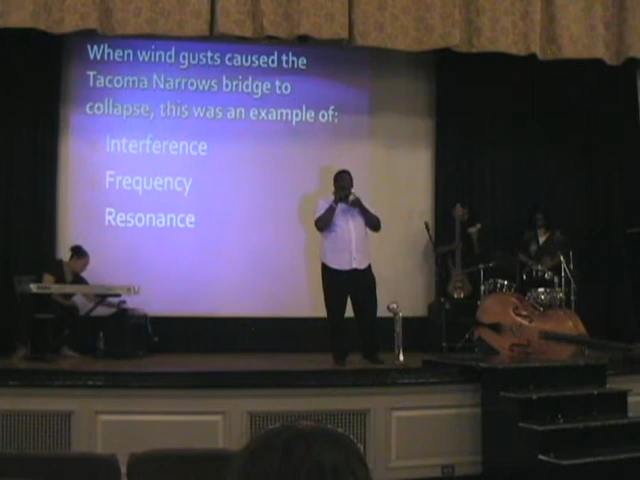 When wind gusts caused the
Tacoma Narrows bridge to
collapse, this was an example of:
Interference
Frequency
Resonance